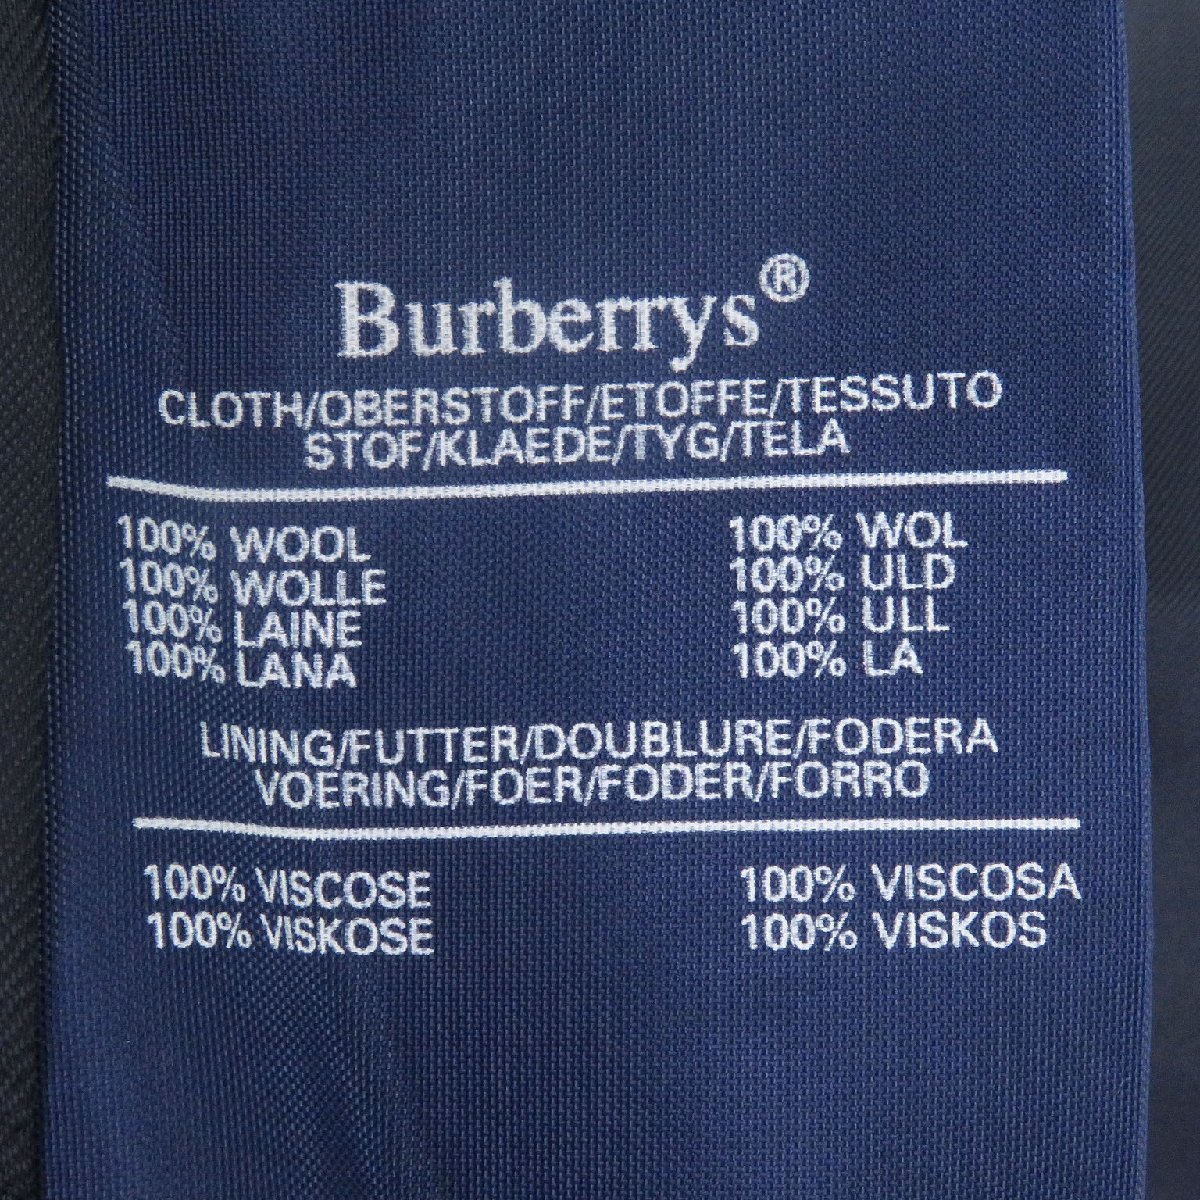 Burberrys®
CLOTH/OBERSTOFF/ETOFFE/TESSUTO
STOF/KLAEDE/TYG/TELA
100% WOOL
100% WOLLE
100% LAINE
100% LANA
100% WOL
100% ULD
100% ULL
100% LA
LINING/FUTTER/DOUBLURE/FODERA
VOERING/FOER/FODER/FORRO
100% VISCOSE
100% VISKOSE
100% VISCOSA
100% VISKOS